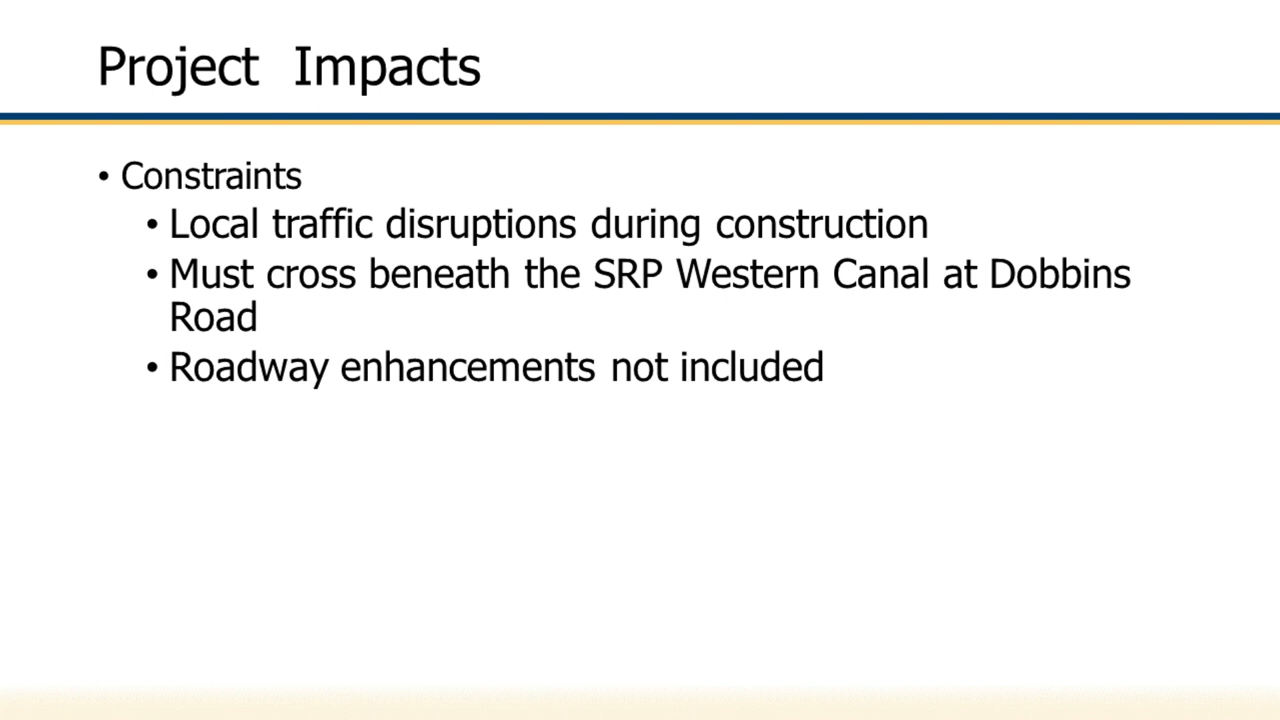 Project Impacts
• Constraints
• Local traffic disruptions during construction
• Must cross beneath the SRP Western Canal at Dobbins
Road
• Roadway enhancements not included